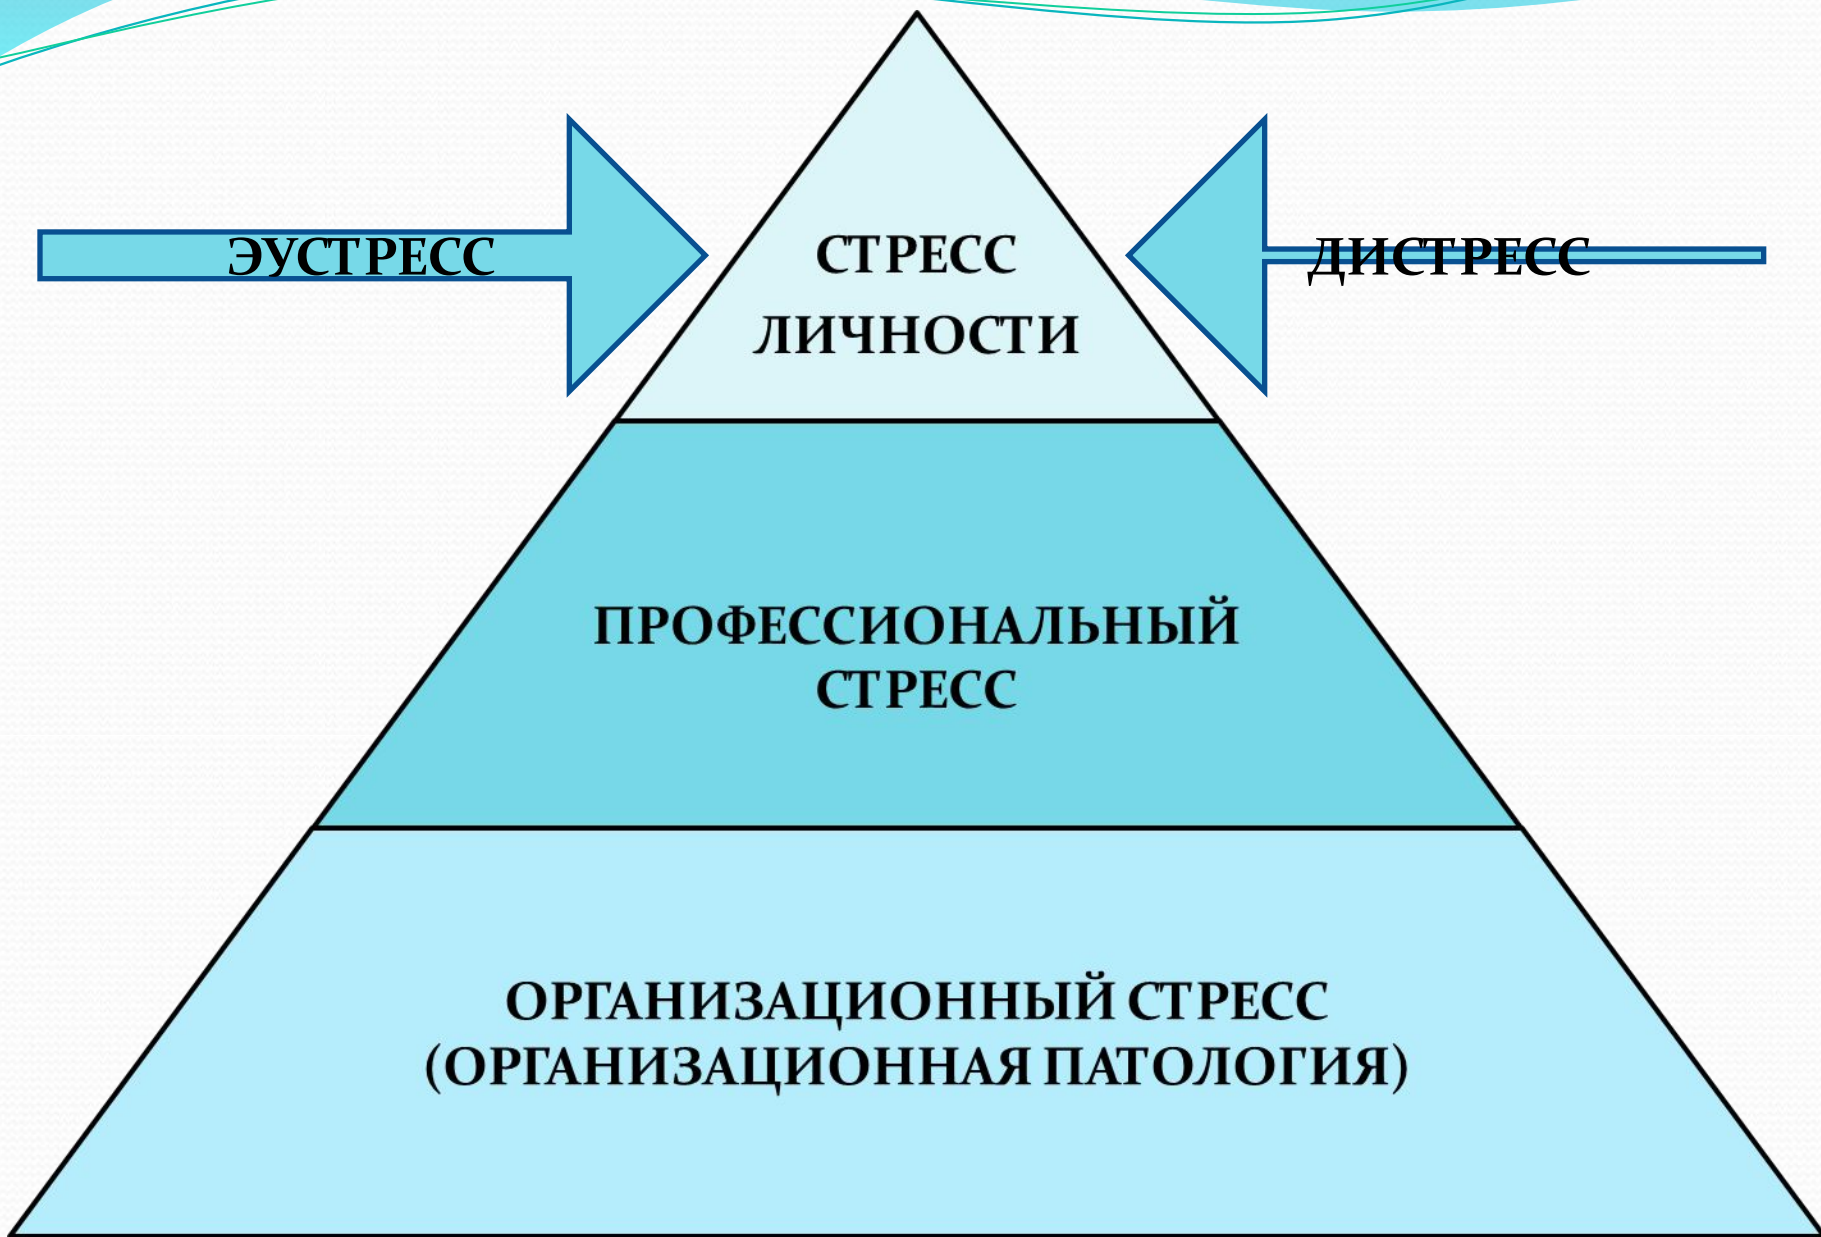 ЭУСТРЕСС
СТРЕСС
ЛИЧНОСТИ
ДИСТРЕСС
ПРОФЕССИОНАЛЬНЫЙ
СТРЕСС
ОРГАНИЗАЦИОННЫЙ СТРЕСС
(ОРГАНИЗАЦИОННАЯ ПАТОЛОГИЯ)